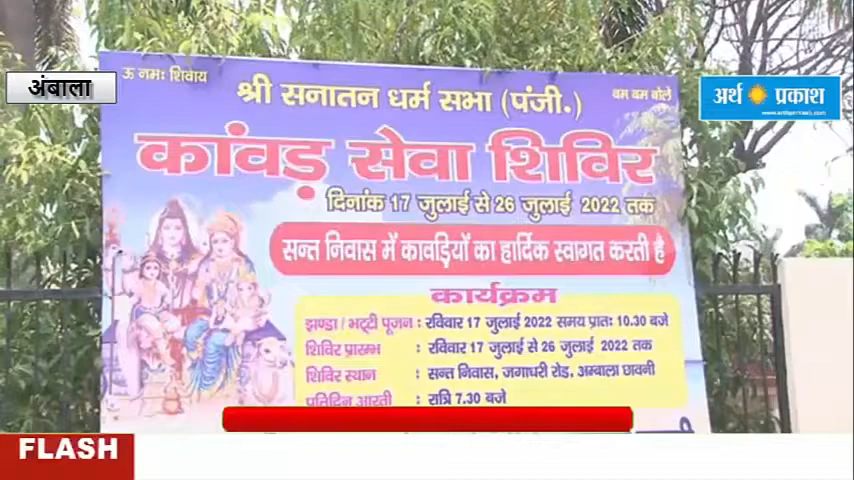 अंबाला
ऊँ नमः शिवाय
बम बम बोले
अर्थ प्रकाश
श्री सनातन धर्म सभा (पंजी.)
कांवड़ सेवा शिविर
दिनांक 17 जुलाई से 26 जुलाई 2022 तक
सन्त निवास में कावड़ियों का हार्दिक स्वागत करती है
कार्यक्रम
झण्डा / भट्टी पूजन : रविवार 17 जुलाई 2022 समय प्रातः 10.30 बजे
शिविर प्रारम्भ : रविवार 17 जुलाई से 26 जुलाई 2022 तक
शिविर स्थान : सन्त निवास, जगाधरी रोड़, अम्बाला छावनी
प्रतिदिन आरती : रात्रि 7.30 बजे
FLASH